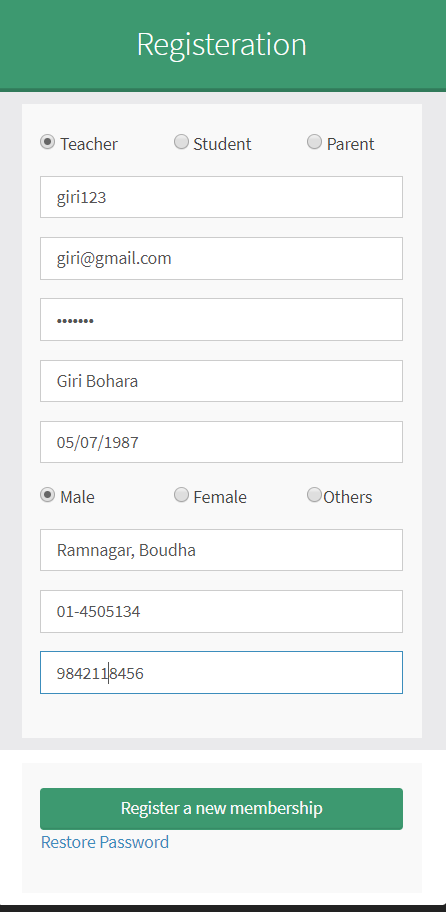 Registeration
Teacher Student Parent
giri123
giri@gmail.com
•••••••
Giri Bohara
05/07/1987
Male Female Others
Ramnagar, Boudha
01-4505134
9842118456
Register a new membership
Restore Password